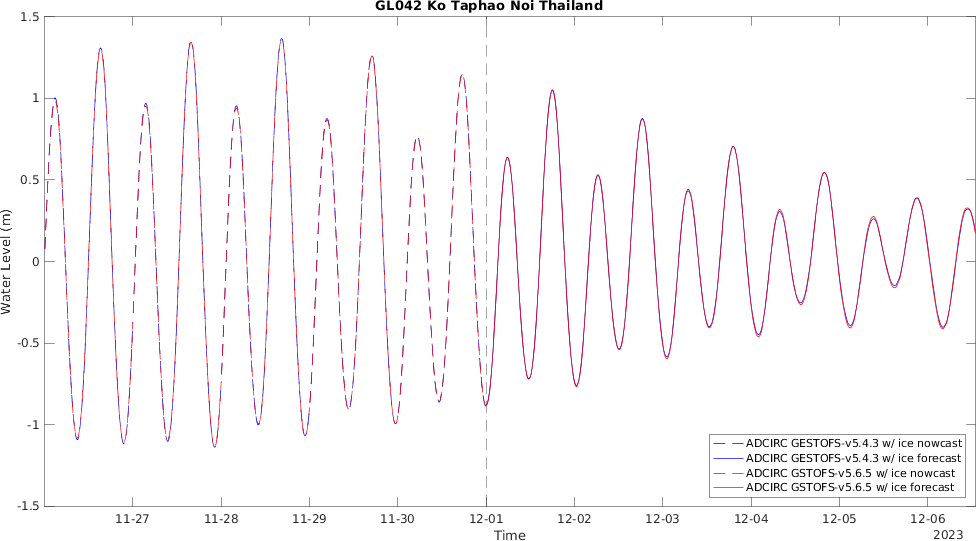 GL042 Ko Taphao Noi Thailand
1.5
1
0.5
0
-0.5
-1
-1.5
Water Level (m)
11-27 11-28 11-29 11-30 12-01 12-02 12-03 12-04 12-05 12-06
Time
2023
ADCIRC GESTOFS-v5.4.3 w/ ice nowcast
ADCIRC GESTOFS-v5.4.3 w/ ice forecast
ADCIRC GSTOFS-v5.6.5 w/ ice nowcast
ADCIRC GSTOFS-v5.6.5 w/ ice forecast